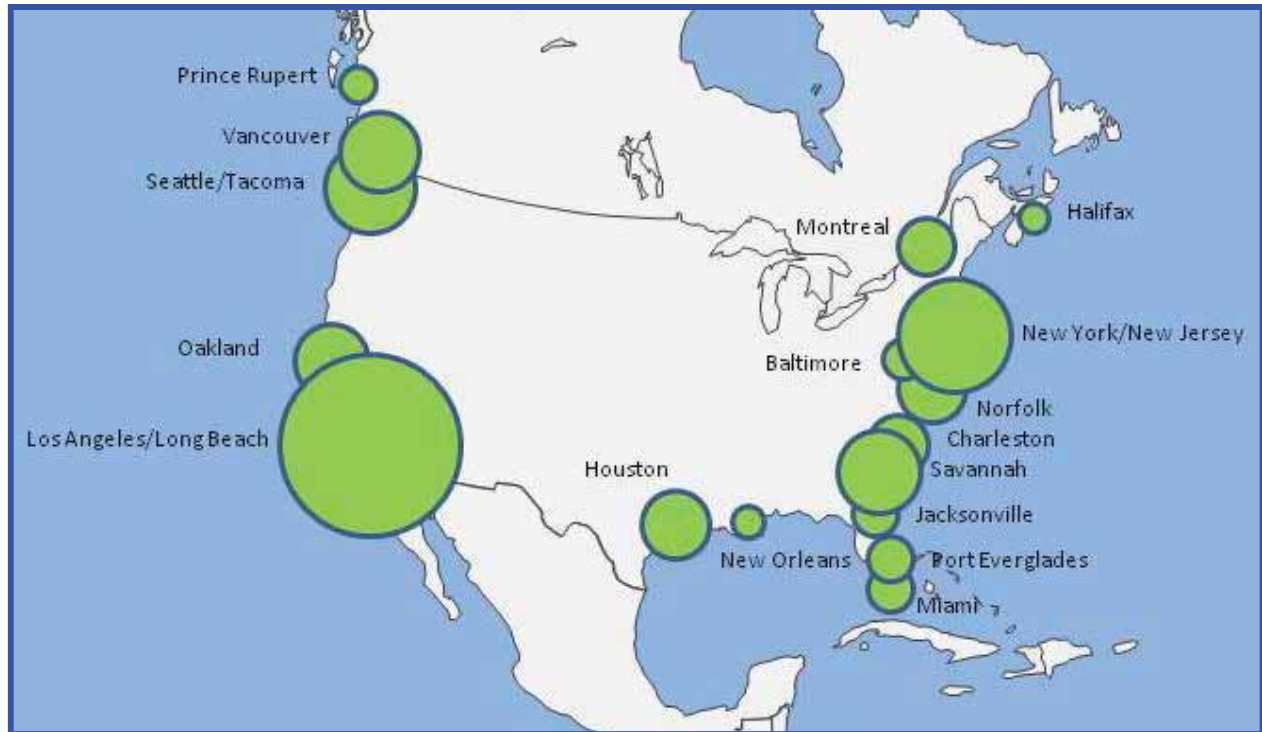 Prince Rupert
Vancouver
Seattle/Tacoma
Halifax
Montreal
New York/New Jersey
Oakland
Baltimore
Norfolk
Los Angeles/Long Beach
Charleston
Houston
Savannah
Jacksonville
New Orleans
Port Everglades
Miami